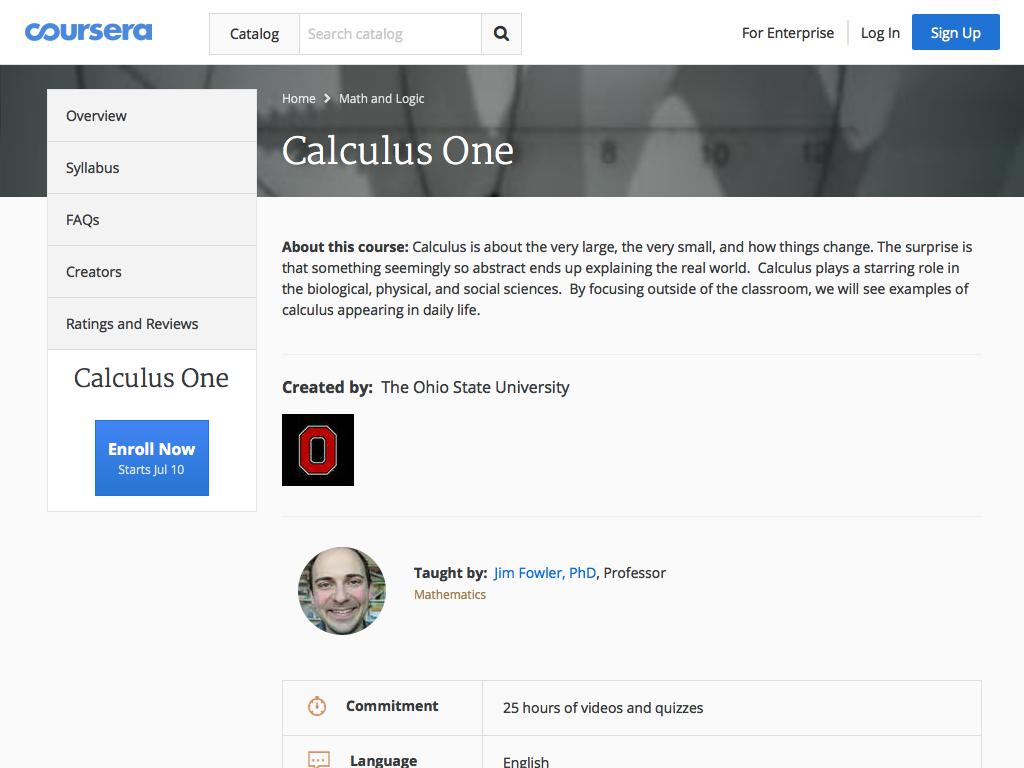 coursera
Catalog
Search catalog
For Enterprise
Log In
Sign Up
Home
Math and Logic
Calculus One
8
10
12
Overview
Syllabus
FAQs
Creators
Ratings and Reviews
Calculus One
Enroll Now
Starts Jul 10
About this course: Calculus is about the very large, the very small, and how things change. The surprise is
that something seemingly so abstract ends up explaining the real world.  Calculus plays a starring role in
the biological, physical, and social sciences.  By focusing outside of the classroom, we will see examples of
calculus appearing in daily life.
Created by: The Ohio State University
O
Taught by: Jim Fowler, PhD, Professor
Mathematics
Commitment
25 hours of videos and quizzes
Language
English